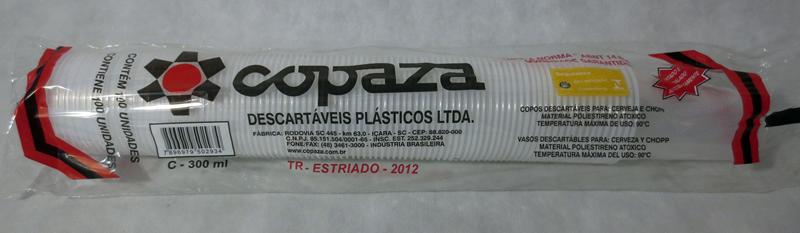 CONTÉM 100 UNIDADES
CONTIENE 100 UNIDADES
copaza
DESCARTÁVEIS PLÁSTICOS LTDA.
FÁBRICA: RODOVIA SC 445 - km 63,0 - IÇARA - SC - CEP: 88.820-000
C.N.P.J. 95.151.504/0001-65 - INSC. EST. 252.329.244
FONE/FAX: (48) 3461-3000 - INDÚSTRIA BRASILEIRA
www.copaza.com.br
7896979502934
C - 300 ml
TR - ESTRIADO - 2012
NORMA ABNT
COPOS DESCARTÁVEIS PARA: CERVEJA E CHOPP
MATERIAL POLIESTIRENO ATÓXICO
TEMPERATURA MÁXIMA DE USO: 90°C
VASOS DESCARTABLES PARA: CERVEZA Y CHOPP
MATERIAL POLIESTIRENO ATOXICO
TEMPERATURA MÁXIMA DEL USO: 90°C